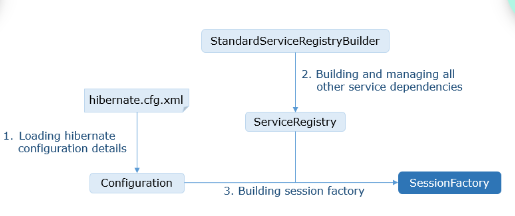 StandardServiceRegistryBuilder
2. Building and managing all
other service dependencies
hibernate.cfg.xml
ServiceRegistry
1. Loading hibernate
configuration details
Configuration
3. Building session factory
SessionFactory